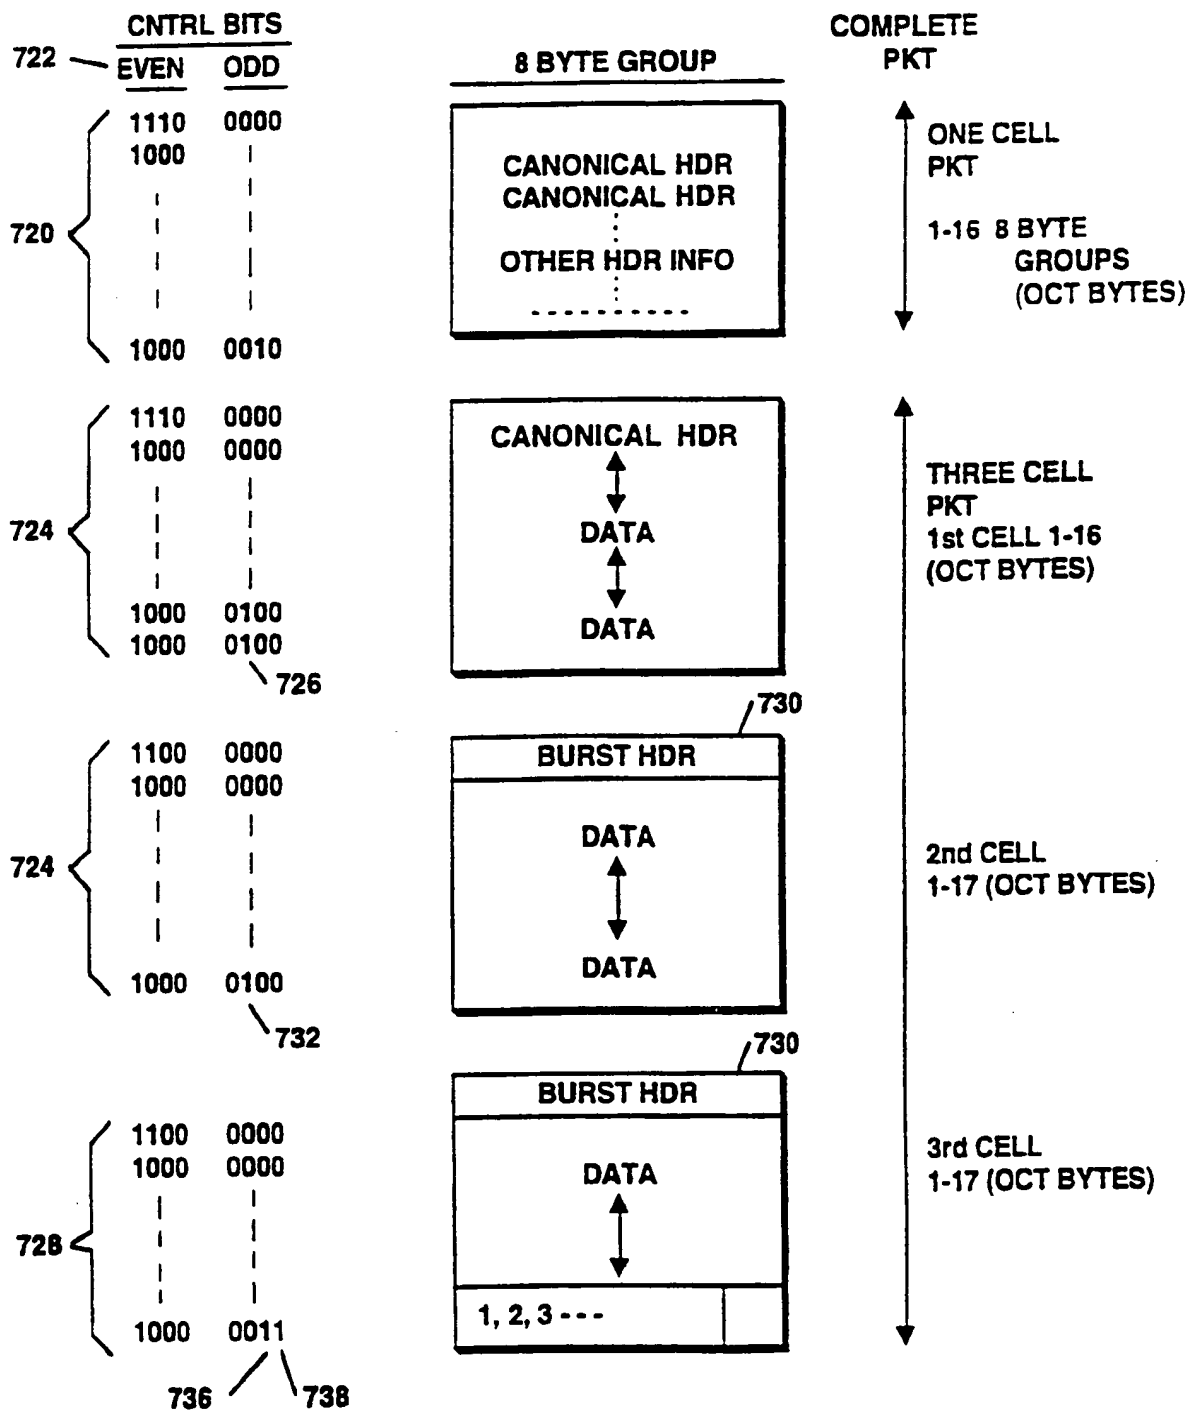 CNTRL BITS
722 EVEN ODD
8 BYTE GROUP
COMPLETE
PKT
720
1110 0000
1000
1000 0010
CANONICAL HDR
CANONICAL HDR
OTHER HDR INFO
ONE CELL
PKT
1-16 8 BYTE
GROUPS
(OCT BYTES)
724
1110 0000
1000 0000
1000 0100
1000 0100
726
CANONICAL HDR
DATA
DATA
THREE CELL
PKT
1st CELL 1-16
(OCT BYTES)
724
1100 0000
1000 0000
1000 0100
732
730
BURST HDR
DATA
DATA
2nd CELL
1-17 (OCT BYTES)
728
1100 0000
1000 0000
1000 0011
736 738
730
BURST HDR
DATA
1, 2, 3 - - -
3rd CELL
1-17 (OCT BYTES)